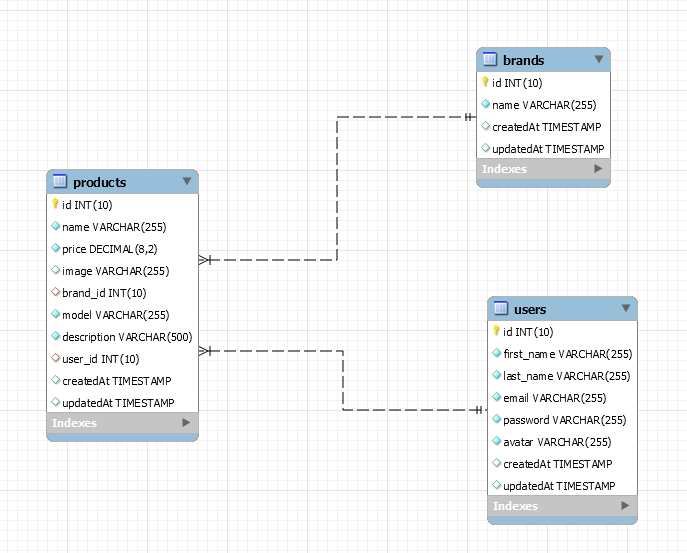 brands
id INT(10)
name VARCHAR(255)
createdAt TIMESTAMP
updatedAt TIMESTAMP
Indexes
products
id INT(10)
name VARCHAR(255)
price DECIMAL(8,2)
image VARCHAR(255)
brand_id INT(10)
model VARCHAR(255)
description VARCHAR(500)
user_id INT(10)
createdAt TIMESTAMP
updatedAt TIMESTAMP
Indexes
users
id INT(10)
first_name VARCHAR(255)
last_name VARCHAR(255)
email VARCHAR(255)
password VARCHAR(255)
avatar VARCHAR(255)
createdAt TIMESTAMP
updatedAt TIMESTAMP
Indexes